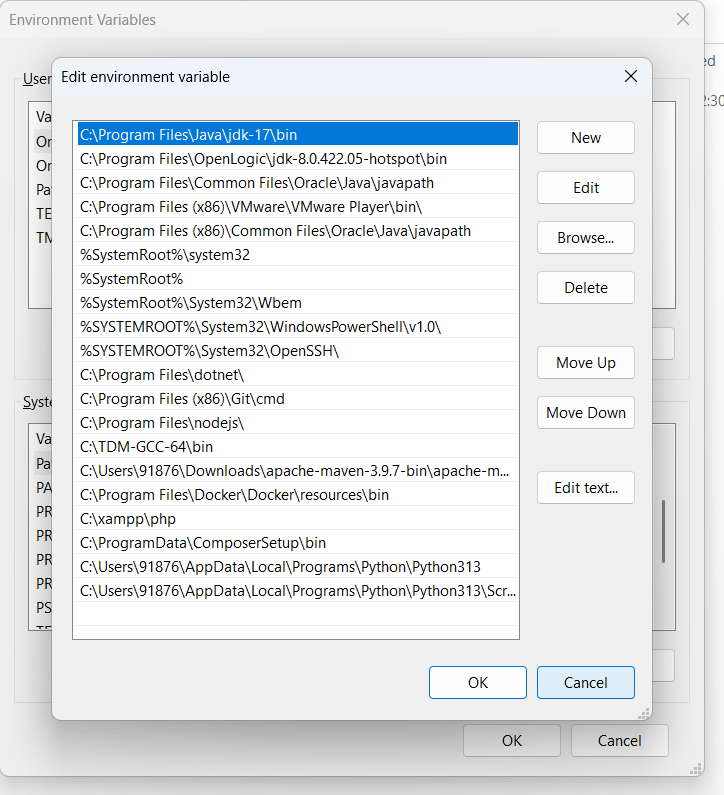 Environment Variables
Edit environment variable
User
C:\Program Files\Java\jdk-17\bin
C:\Program Files\OpenLogic\jdk-8.0.422.05-hotspot\bin
C:\Program Files\Common Files\Oracle\Java\javapath
C:\Program Files (x86)\VMware\VMware Player\bin\
C:\Program Files (x86)\Common Files\Oracle\Java\javapath
%SystemRoot%\system32
%SystemRoot%
%SystemRoot%\System32\Wbem
%SYSTEMROOT%\System32\WindowsPowerShell\v1.0\
%SYSTEMROOT%\System32\OpenSSH\
C:\Program Files\dotnet\
C:\Program Files (x86)\Git\cmd
C:\Program Files\nodejs\
C:\TDM-GCC-64\bin
C:\Users\91876\Downloads\apache-maven-3.9.7-bin\apache-m...
C:\Program Files\Docker\Docker\resources\bin
C:\xampp\php
C:\ProgramData\ComposerSetup\bin
C:\Users\91876\AppData\Local\Programs\Python\Python313
C:\Users\91876\AppData\Local\Programs\Python\Python313\Scr...
New
Edit
Browse...
Delete
Move Up
Move Down
Edit text...
OK
Cancel
Va
Or
Or
Pa
TE
TM
Syste
Va
Pa
PA
PR
PR
PR
PR
PS
OK
Cancel
ed
2:30